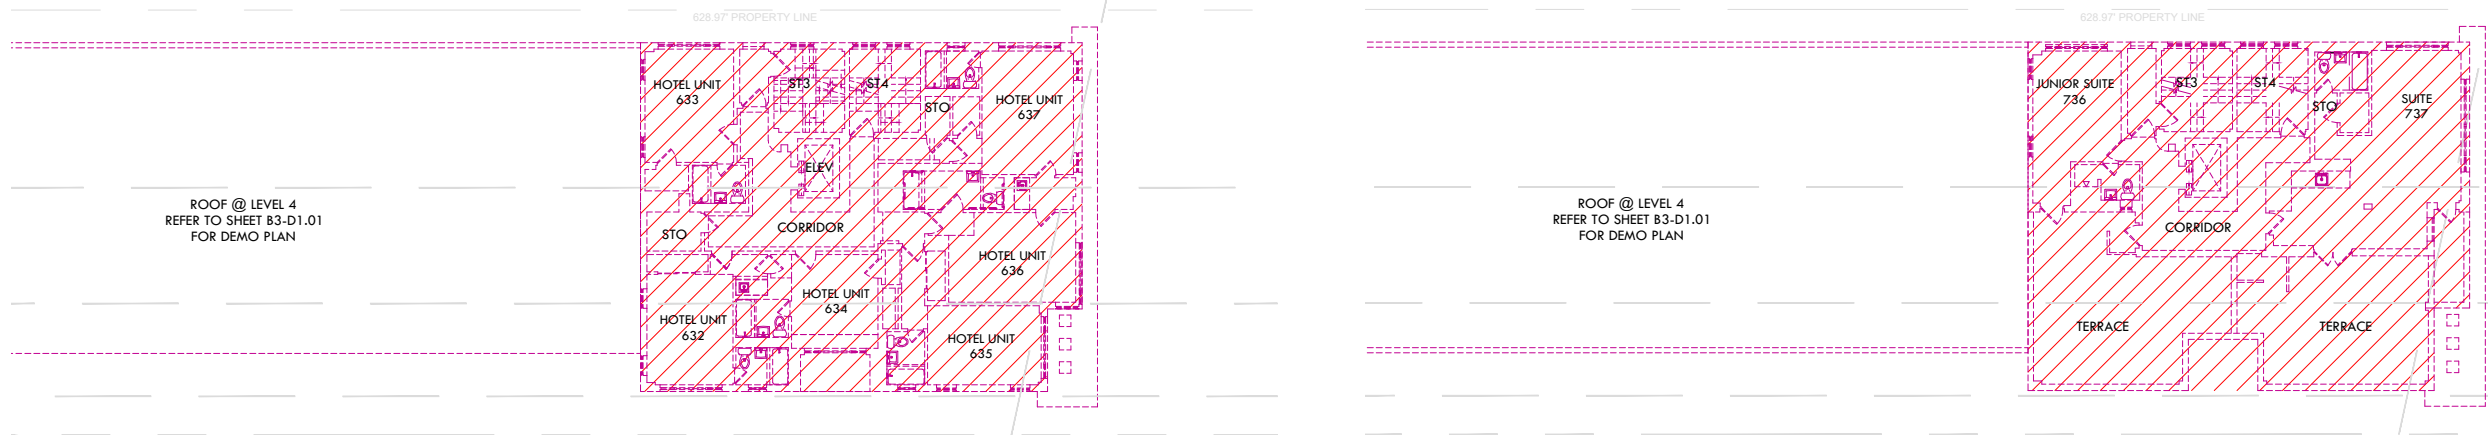 628.97' PROPERTY LINE
HOTEL UNIT
633
ST3
ST4
STO
HOTEL UNIT
637
ELEV
ROOF @ LEVEL 4
REFER TO SHEET B3-D1.01
FOR DEMO PLAN
STO
CORRIDOR
HOTEL UNIT
636
HOTEL UNIT
634
HOTEL UNIT
632
HOTEL UNIT
635
628.97' PROPERTY LINE
JUNIOR SUITE
736
ST3
ST4
STO
SUITE
737
ROOF @ LEVEL 4
REFER TO SHEET B3-D1.01
FOR DEMO PLAN
CORRIDOR
TERRACE
TERRACE